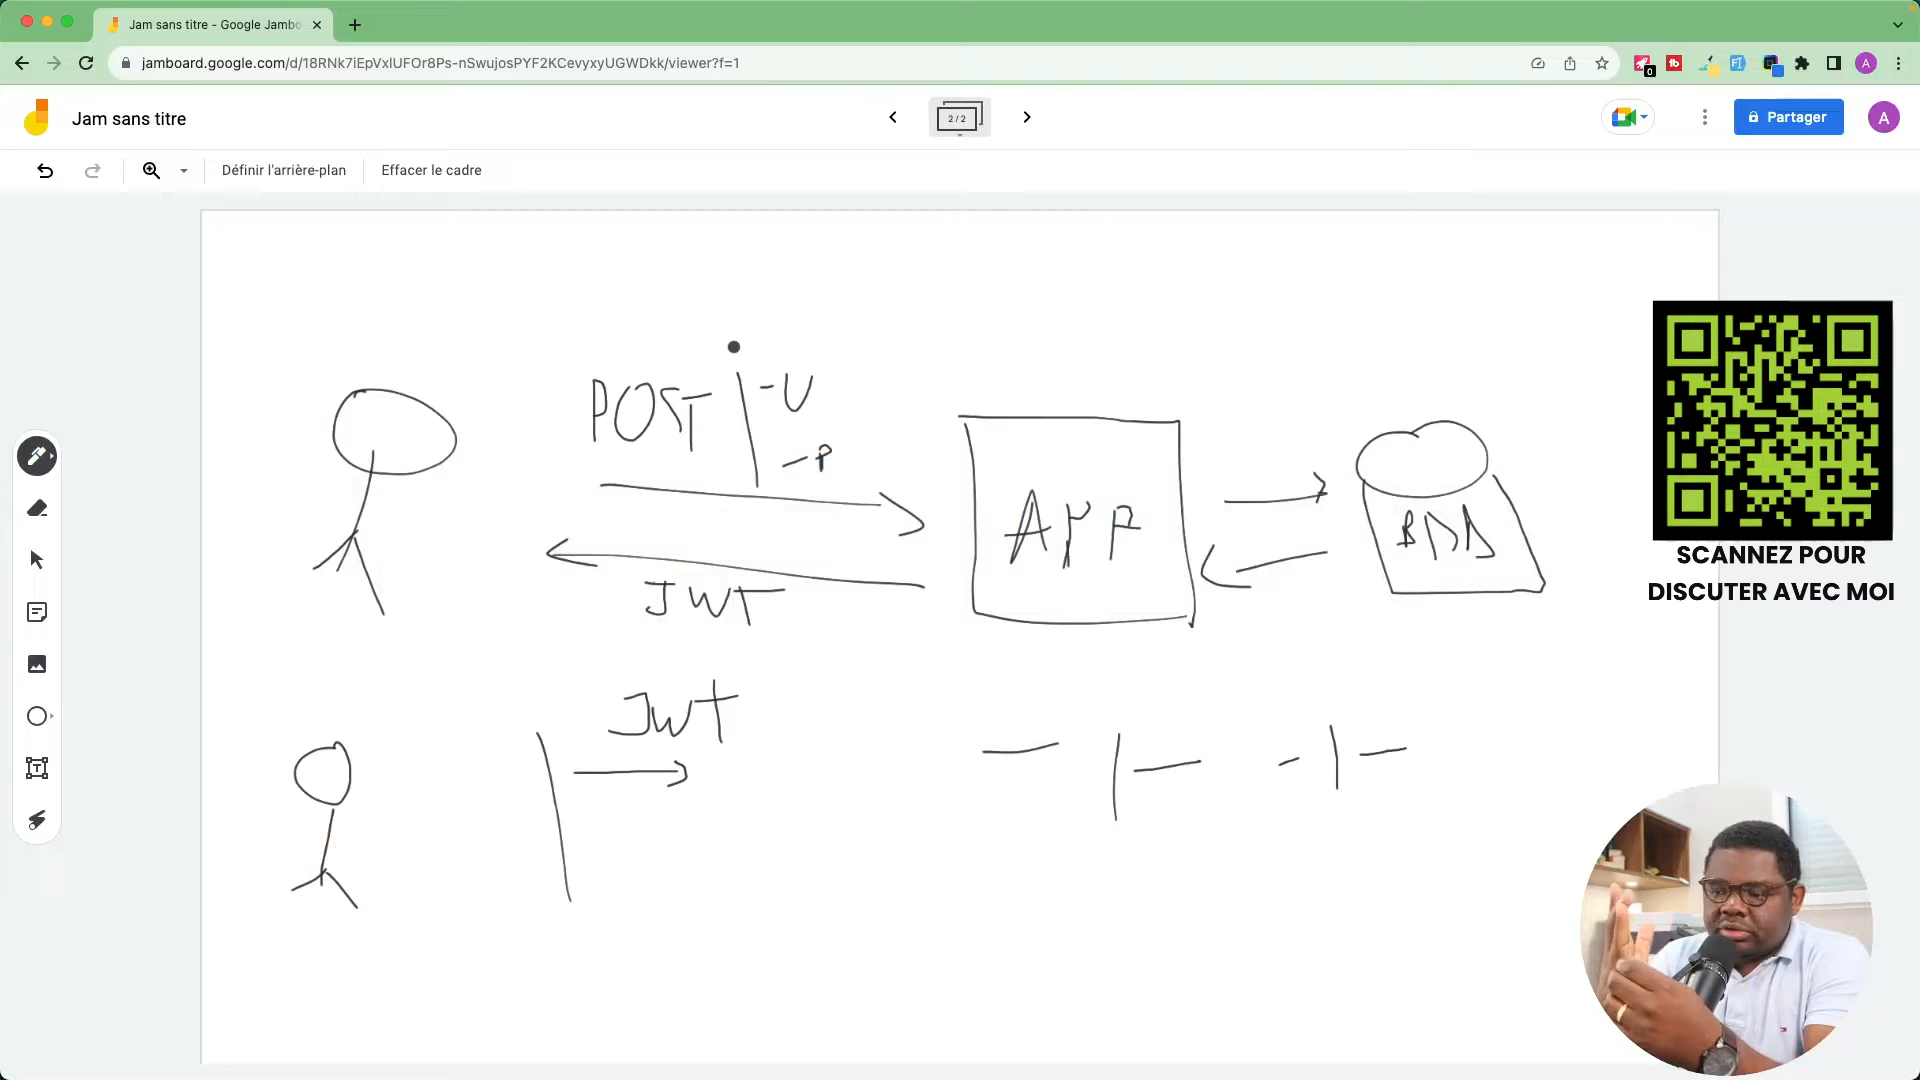 Jam sans titre - Google Jambo
jamboard.google.com/d/18RNk7iEpVxlUFOr8Ps-nSwujosPYF2KCevyxyUGWDkk/viewer?f=1
0
A
Jam sans titre
2 / 2
Partager
A
Définir l'arrière-plan
Effacer le cadre
POST
-U
-P
APP
BDD
JWT
JWT
SCANNEZ POUR
DISCUTER AVEC MOI